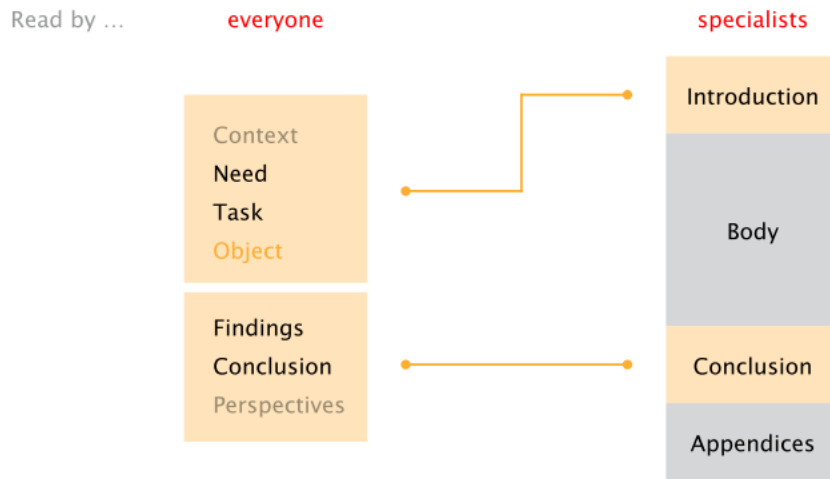 Read by … everyone specialists
Context
Need
Task
Object
Findings
Conclusion
Perspectives
Introduction
Body
Conclusion
Appendices